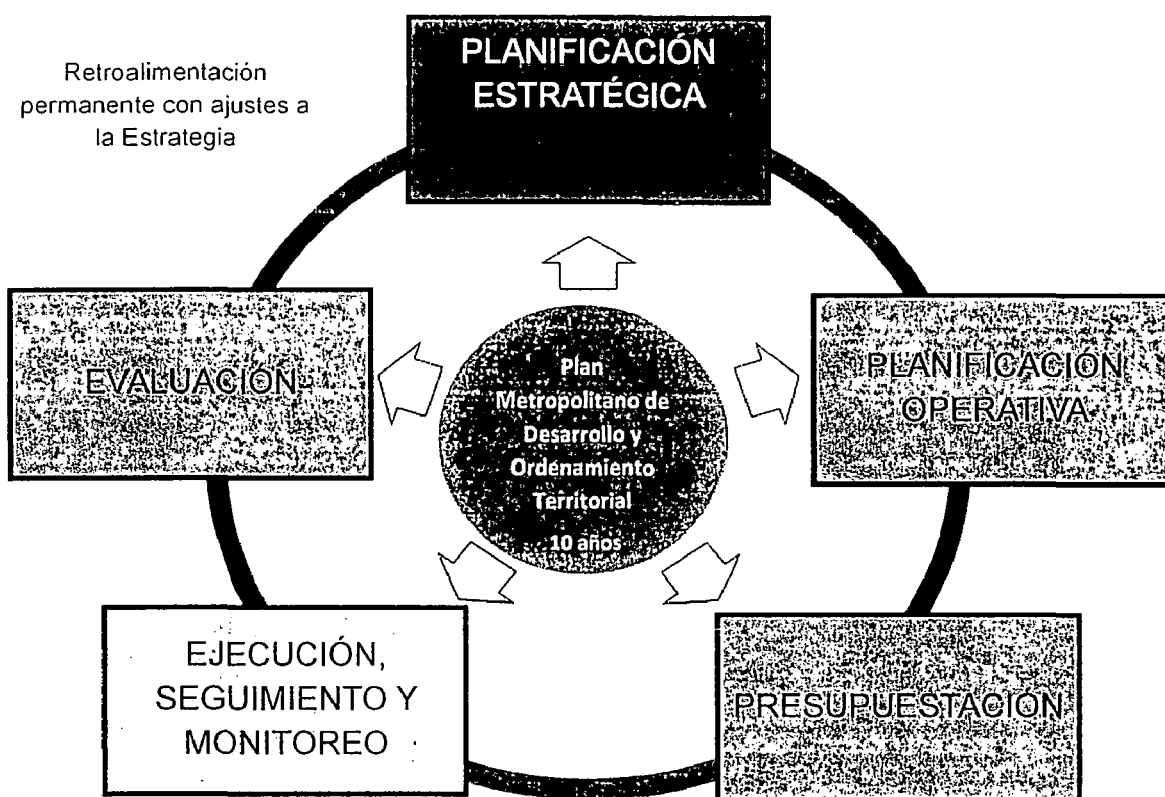 Retroalimentación
permanente con ajustes a
la Estrategia
PLANIFICACIÓN
ESTRATÉGICA
EVALUACIÓN
Plan
Metropolitano de
Desarrollo y
Ordenamiento
Territorial
10 años
PLANIFICACIÓN
OPERATIVA
EJECUCIÓN,
SEGUIMIENTO Y
MONITOREO
PRESUPUESTACIÓN